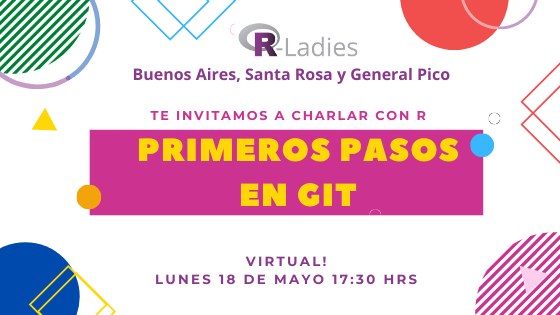 R-Ladies
Buenos Aires, Santa Rosa y General Pico
TE INVITAMOS A CHARLAR CON R
PRIMEROS PASOS
EN GIT
VIRTUAL!
LUNES 18 DE MAYO 17:30 HRS